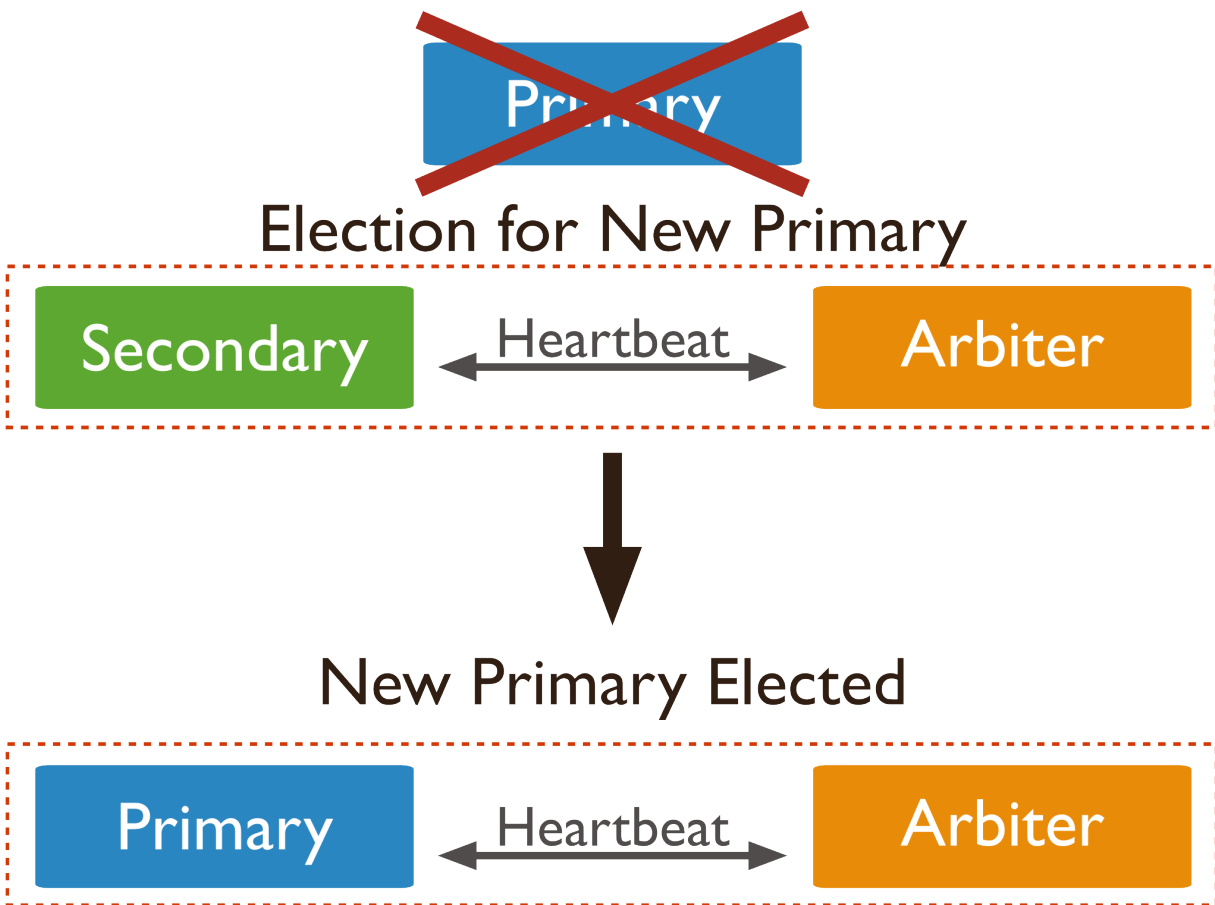 Primary
Election for New Primary
Secondary
Heartbeat
Arbiter
New Primary Elected
Primary
Heartbeat
Arbiter